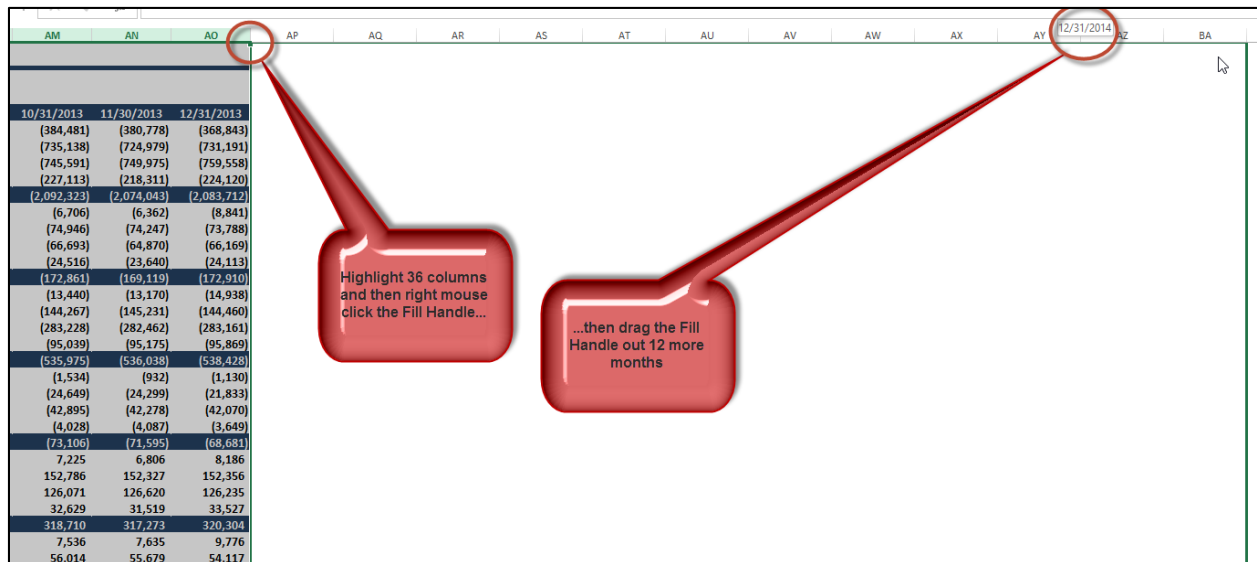 12/31/2014
AM AN AO AP AQ AR AS AT AU AV AW AX AY AZ BA
10/31/2013 11/30/2013 12/31/2013
(384,481) (380,778) (368,843)
(735,138) (724,979) (731,191)
(745,591) (749,975) (759,558)
(227,113) (218,311) (224,120)
(2,092,323) (2,074,043) (2,083,712)
(6,706) (6,362) (8,841)
(74,946) (74,247) (73,788)
(66,693) (64,870) (66,169)
(24,516) (23,640) (24,113)
(172,861) (169,119) (172,910)
(13,440) (13,170) (14,938)
(144,267) (145,231) (144,460)
(283,228) (282,462) (283,161)
(95,039) (95,175) (95,869)
(535,975) (536,038) (538,428)
(1,534) (932) (1,130)
(24,649) (24,299) (21,833)
(42,895) (42,278) (42,070)
(4,028) (4,087) (3,649)
(73,106) (71,595) (68,681)
7,225 6,806 8,186
152,786 152,327 152,356
126,071 126,620 126,235
32,629 31,519 33,527
318,710 317,273 320,304
7,536 7,635 9,776
56,014 55,679 54,117
Highlight 36 columns
and then right mouse
click the Fill Handle...
...then drag the Fill
Handle out 12 more
months